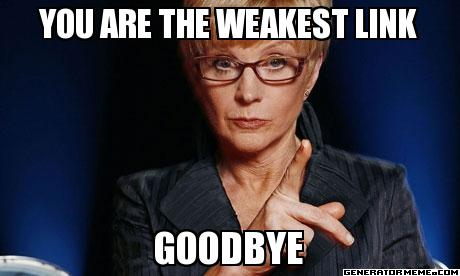 YOU ARE THE WEAKEST LINK
GOODBYE
GENERATORMEME.COM